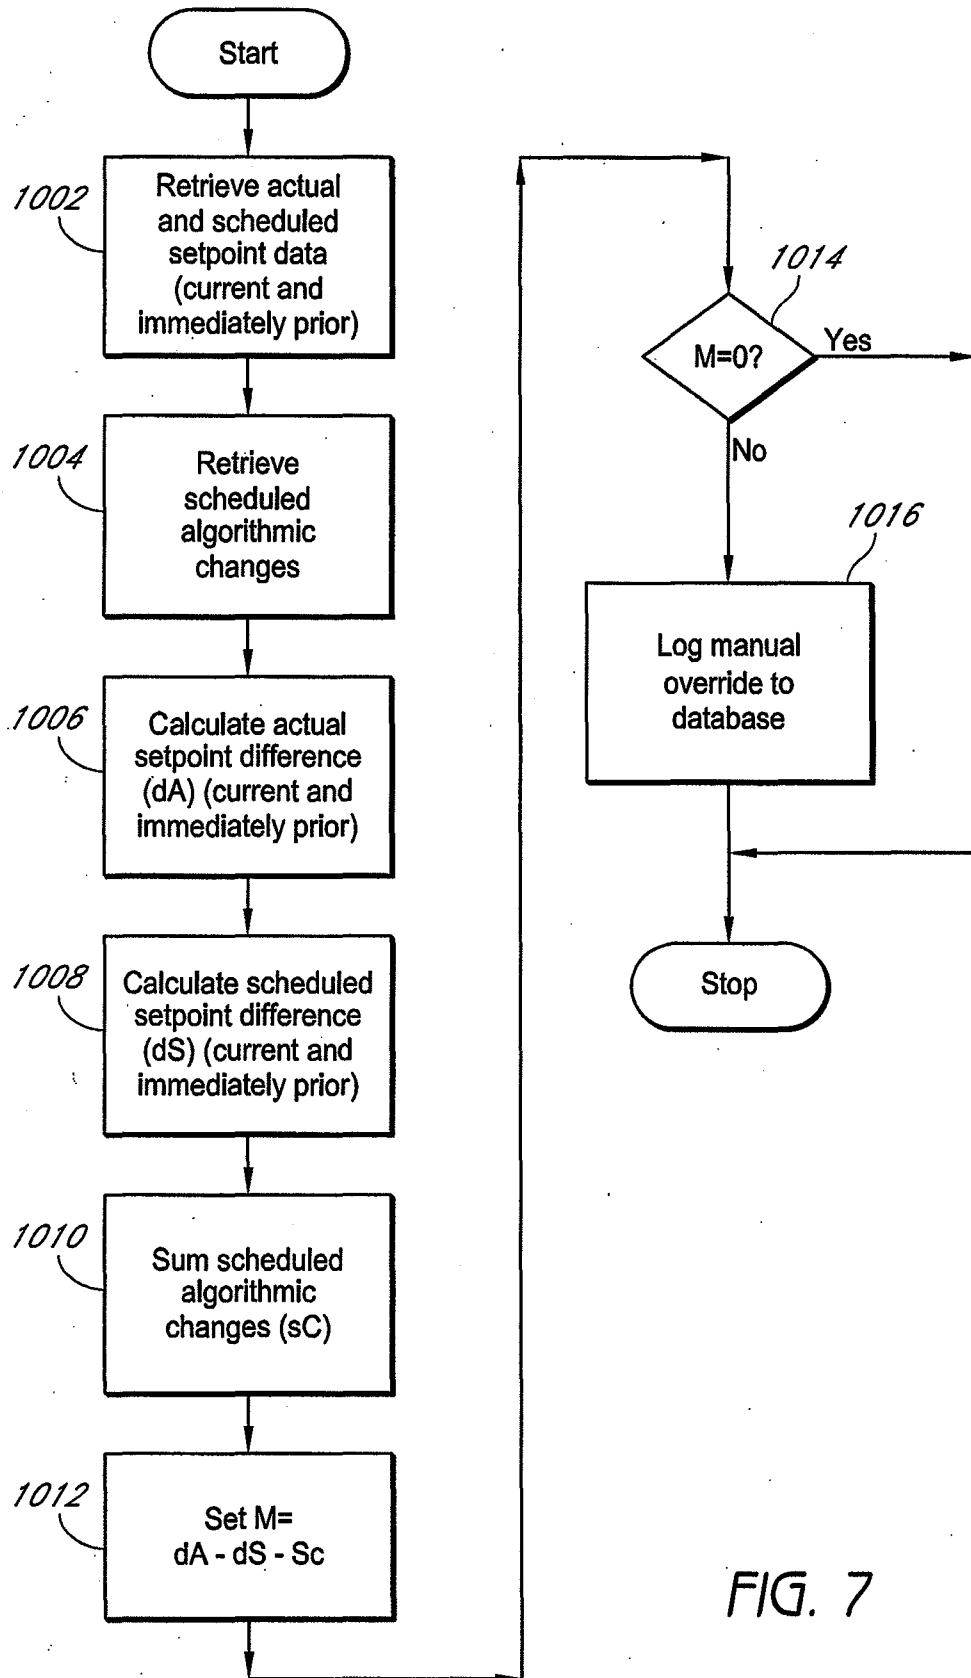 Start
1002
Retrieve actual
and scheduled
setpoint data
(current and
immediately prior)
1004
Retrieve
scheduled
algorithmic
changes
1006
Calculate actual
setpoint difference
(dA) (current and
immediately prior)
1008
Calculate scheduled
setpoint difference
(dS) (current and
immediately prior)
1010
Sum scheduled
algorithmic
changes (sC)
1012
Set M=
dA - dS - Sc
1014
M=0?
Yes
No
1016
Log manual
override to
database
Stop
FIG. 7